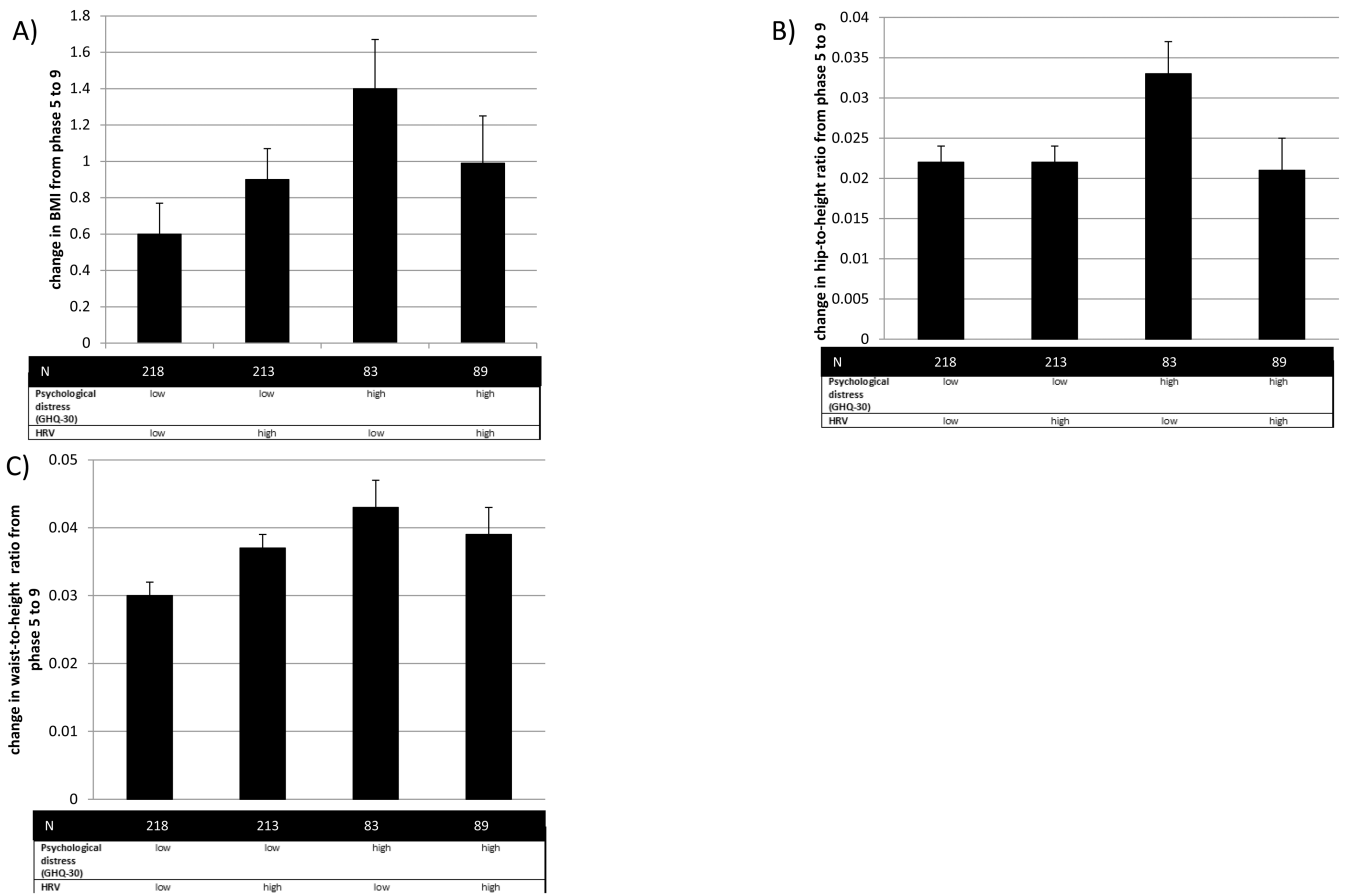 A)
change in BMI from phase 5 to 9
1.8
1.6
1.4
1.2
1
0.8
0.6
0.4
0.2
0
N 218 213 83 89
Psychological low low high high
distress
(GHQ-30)
HRV low high low high
B)
change in hip-to-height ratio from phase 5 to 9
0.04
0.035
0.03
0.025
0.02
0.015
0.01
0.005
0
N 218 213 83 89
Psychological low low high high
distress
(GHQ-30)
HRV low high low high
C)
change in waist-to-height ratio from
phase 5 to 9
0.05
0.04
0.03
0.02
0.01
0
N 218 213 83 89
Psychological low low high high
distress
(GHQ-30)
HRV low high low high